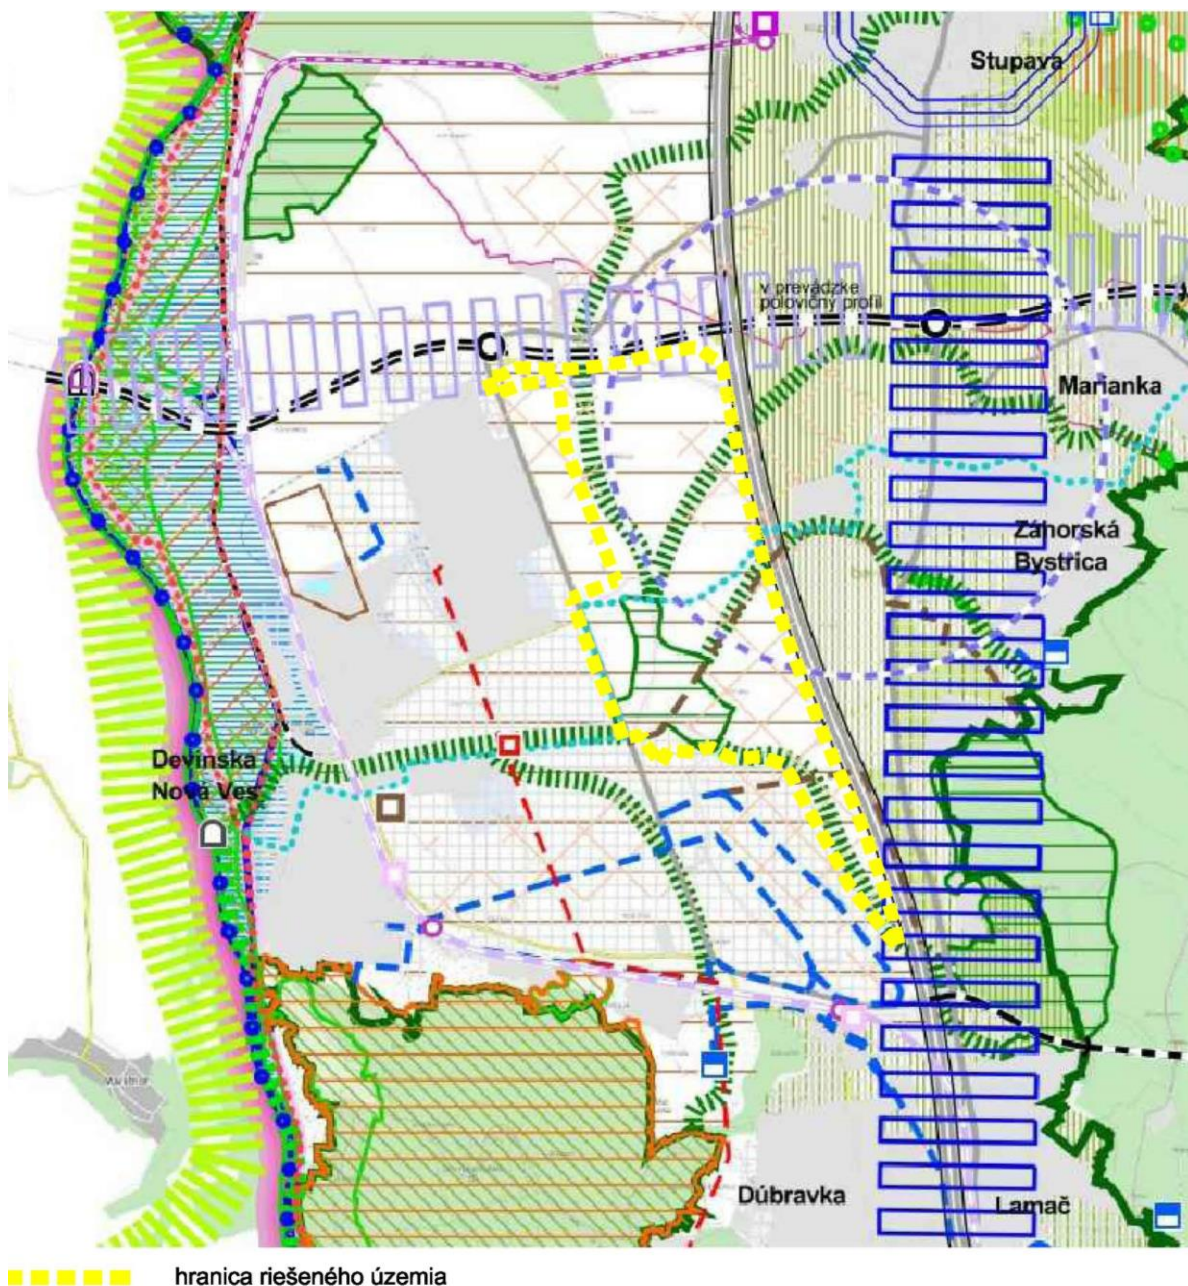 Stupava
v prevádzke
polovičný profil
Marianka
Záhorská
Bystrica
Devínska
Nová Ves
Dúbravka
Lamač
hranica riešeného územia